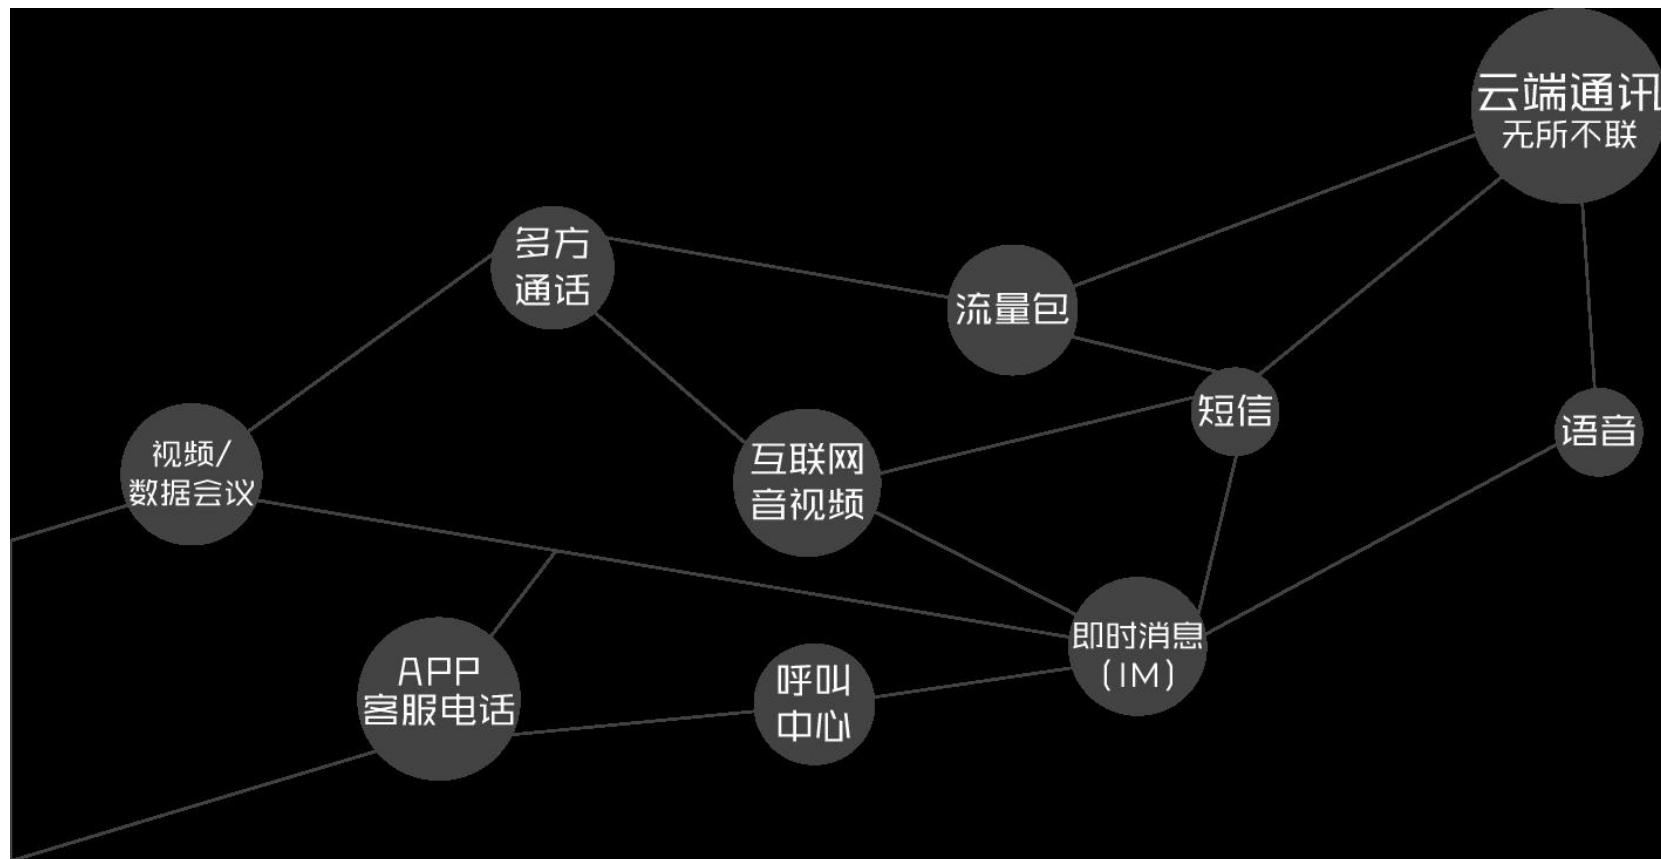 云端通讯
无所不联
多方
通话
流量包
短信
语音
视频/
数据会议
互联网
音视频
即时消息
(IM)
APP
客服电话
呼叫
中心